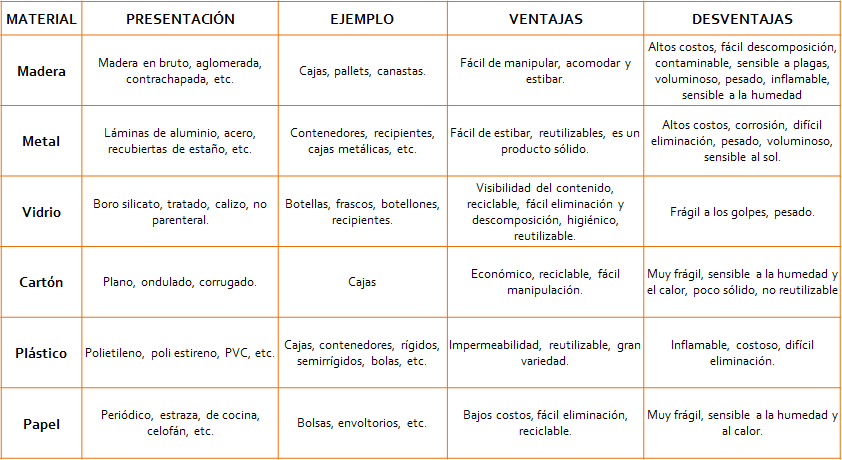 MATERIAL PRESENTACIÓN EJEMPLO VENTAJAS DESVENTAJAS
Madera
Madera en bruto, aglomerada,
contrachapada, etc.
Cajas, pallets, canastas.
Fácil de manipular, acomodar y
estibar.
Altos costos, fácil descomposición,
contaminable, sensible a plagas,
voluminoso, pesado, inflamable,
sensible a la humedad
Metal
Láminas de aluminio, acero,
recubiertas de estaño, etc.
Contenedores, recipientes,
cajas metálicas, etc.
Fácil de estibar, reutilizables, es un
producto sólido.
Altos costos, corrosión, difícil
eliminación, pesado, voluminoso,
sensible al sol.
Vidrio
Boro silicato, tratado, calizo, no
parenteral.
Botellas, frascos, botellones,
recipientes.
Visibilidad del contenido,
reciclable, fácil eliminación y
descomposición, higiénico,
reutilizable.
Frágil a los golpes, pesado.
Cartón
Plano, ondulado, corrugado.
Cajas
Económico, reciclable, fácil
manipulación.
Muy frágil, sensible a la humedad y
el calor, poco sólido, no reutilizable
Plástico
Polietileno, poli estireno, PVC, etc.
Cajas, contenedores, rígidos,
semirrígidos, bolas, etc.
Impermeabilidad, reutilizable, gran
variedad.
Inflamable, costoso, difícil
eliminación.
Papel
Periódico, estraza, de cocina,
celofán, etc.
Bolsas, envoltorios, etc.
Bajos costos, fácil eliminación,
reciclable.
Muy frágil, sensible a la humedad y
al calor.